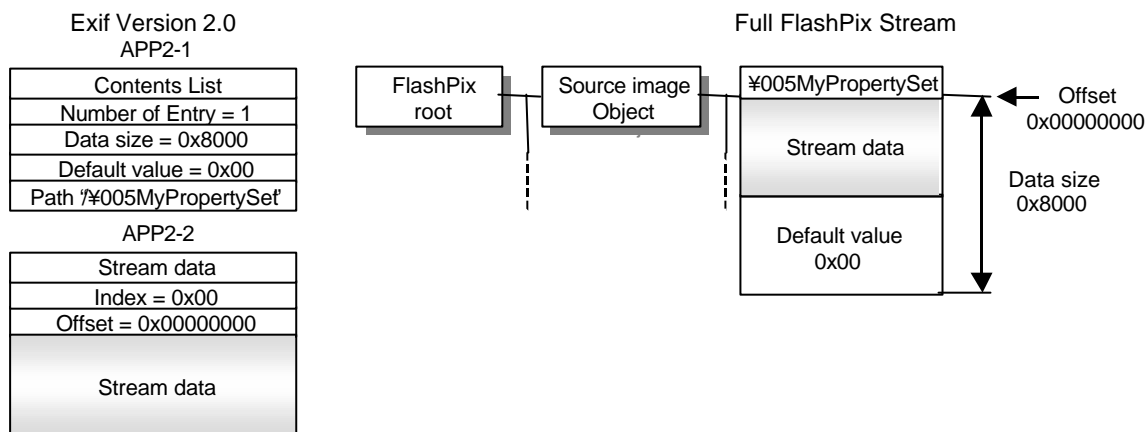 Exif Version 2.0
APP2-1
Contents List
Number of Entry = 1
Data size = 0x8000
Default value = 0x00
Path “/¥005MyPropertySet”
APP2-2
Stream data
Index = 0x00
Offset = 0x00000000
Stream data
Full FlashPix Stream
FlashPix
root
Source image
Object
¥005MyPropertySet
Stream data
Default value
0x00
Offset
0x00000000
Data size
0x8000